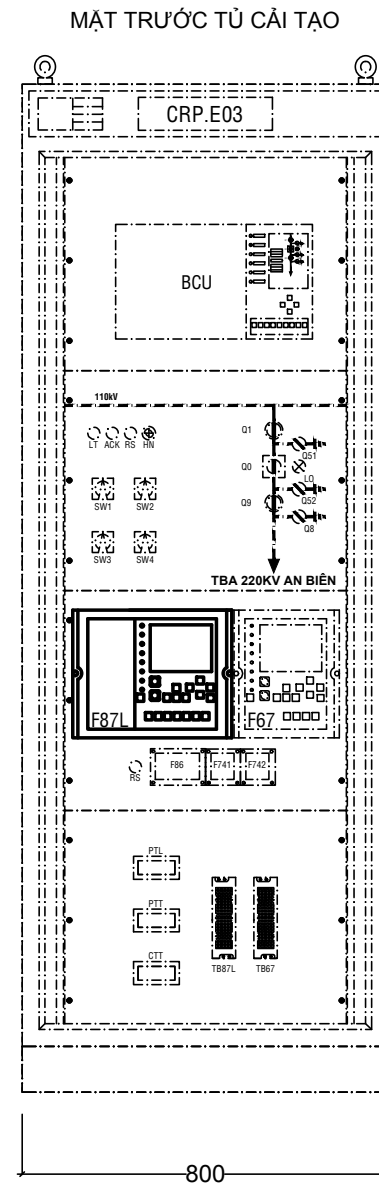 MẶT TRƯỚC TỦ CẢI TẠO
CRP.E03
BCU
110kV
LT ACK RS HN
Q1
Q51
Q0
LO
Q9
Q52
Q8
SW1 SW2
SW3 SW4
TBA 220KV AN BIÊN
F87L F67
RS F86 F741 F742
PTL
PTT
CTT
TB87L TB67
800